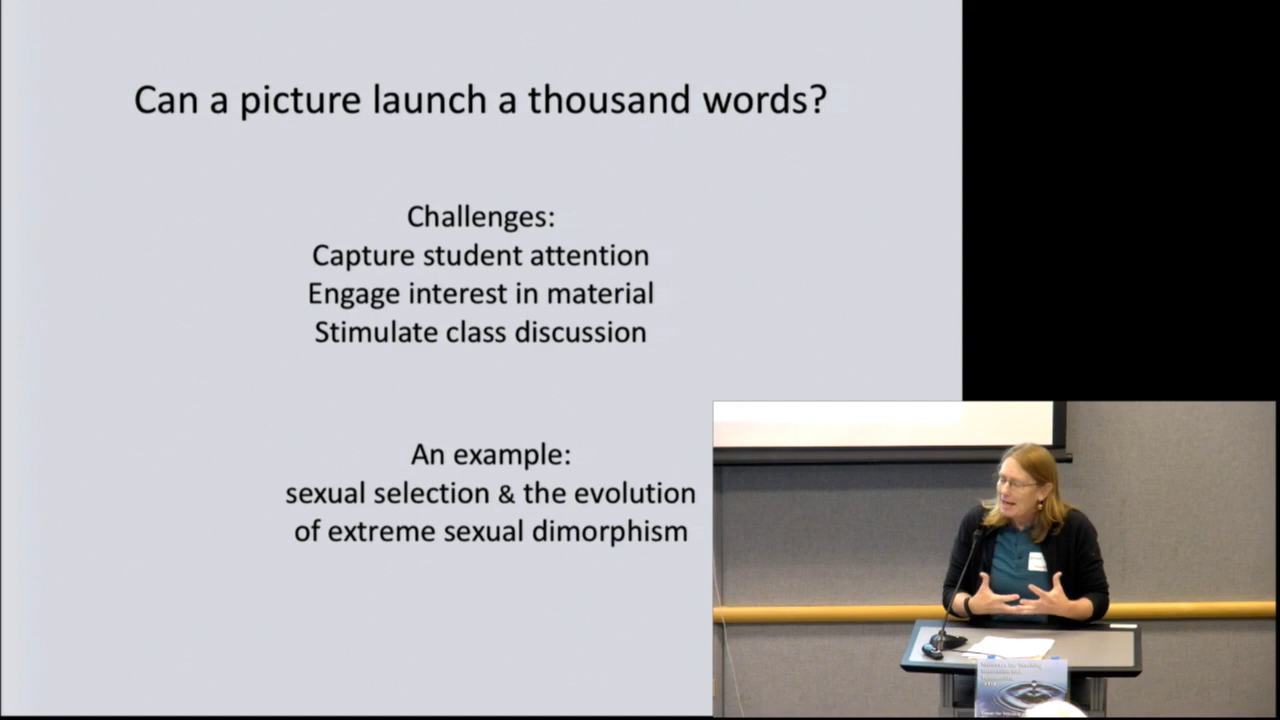 Can a picture launch a thousand words?
Challenges:
Capture student attention
Engage interest in material
Stimulate class discussion
An example:
sexual selection & the evolution
of extreme sexual dimorphism